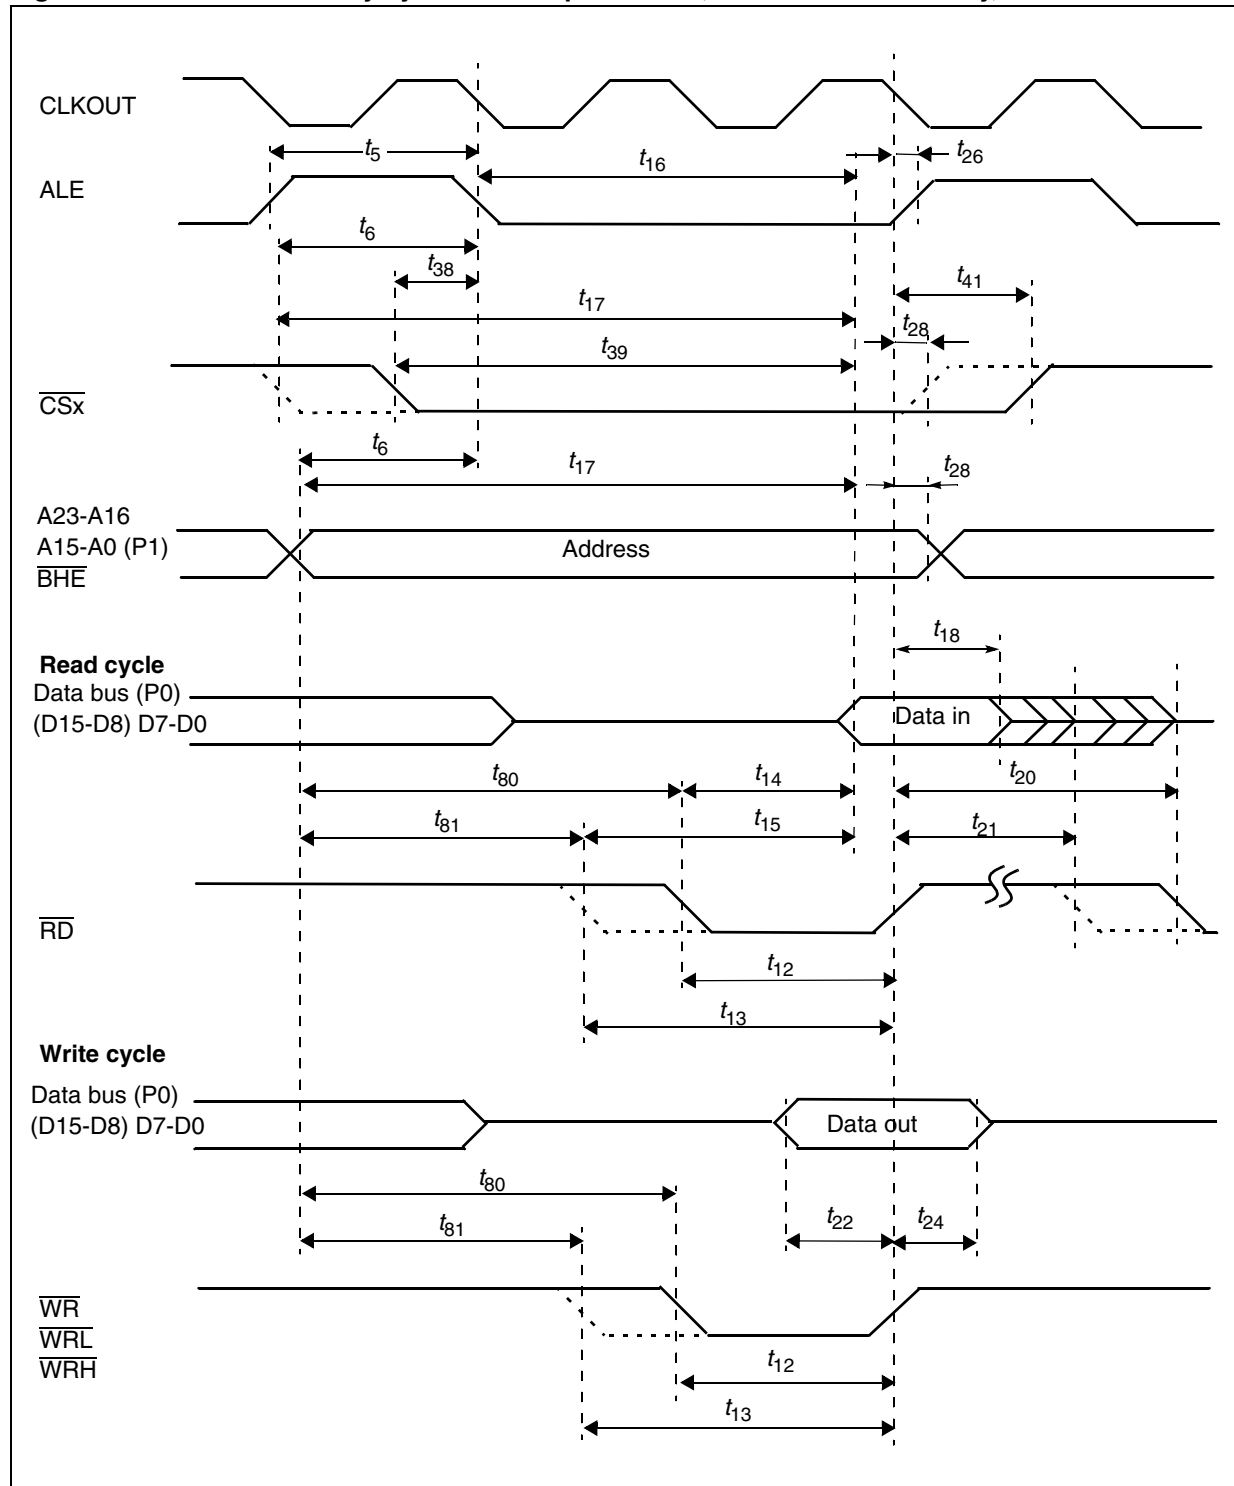 CLKOUT
t5
t16
t26
ALE
t6
t38
t41
t17
t28
t39
CSx
t6
t17
t28
A23-A16
A15-A0 (P1)
Address
BHE
t18
Read cycle
Data bus (P0)
(D15-D8) D7-D0
Data in
t80
t14
t20
t81
t15
t21
RD
t12
t13
Write cycle
Data bus (P0)
(D15-D8) D7-D0
Data out
t80
t22
t24
t81
WR
WRL
WRH
t12
t13